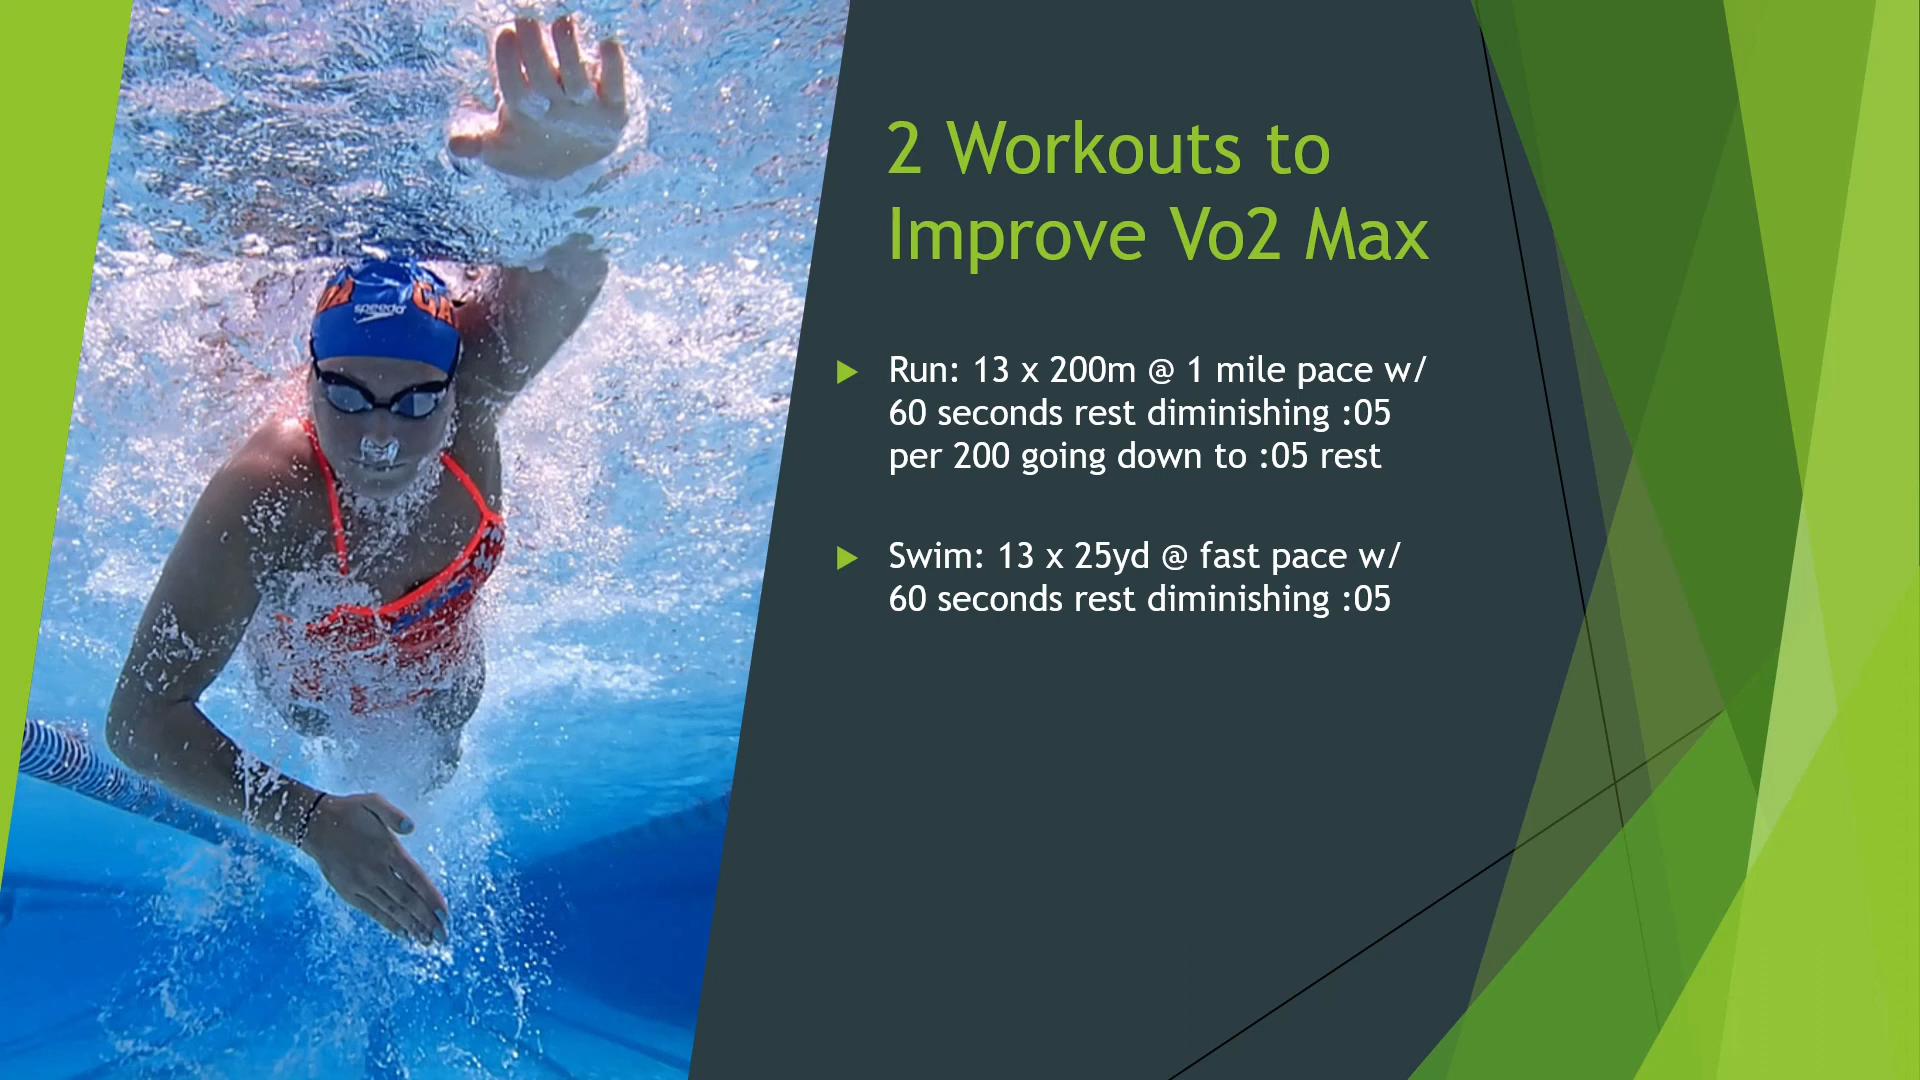 2 Workouts to
Improve Vo2 Max
Run: 13 x 200m @ 1 mile pace w/
60 seconds rest diminishing :05
per 200 going down to :05 rest
Swim: 13 x 25yd @ fast pace w/
60 seconds rest diminishing :05
speedo